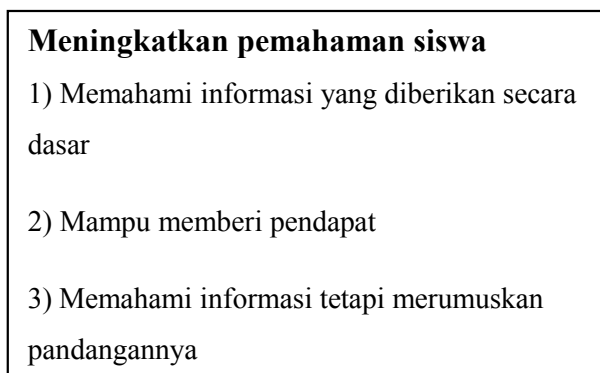 Meningkatkan pemahaman siswa
1) Memahami informasi yang diberikan secara
dasar
2) Mampu memberi pendapat
3) Memahami informasi tetapi merumuskan
pandangannya